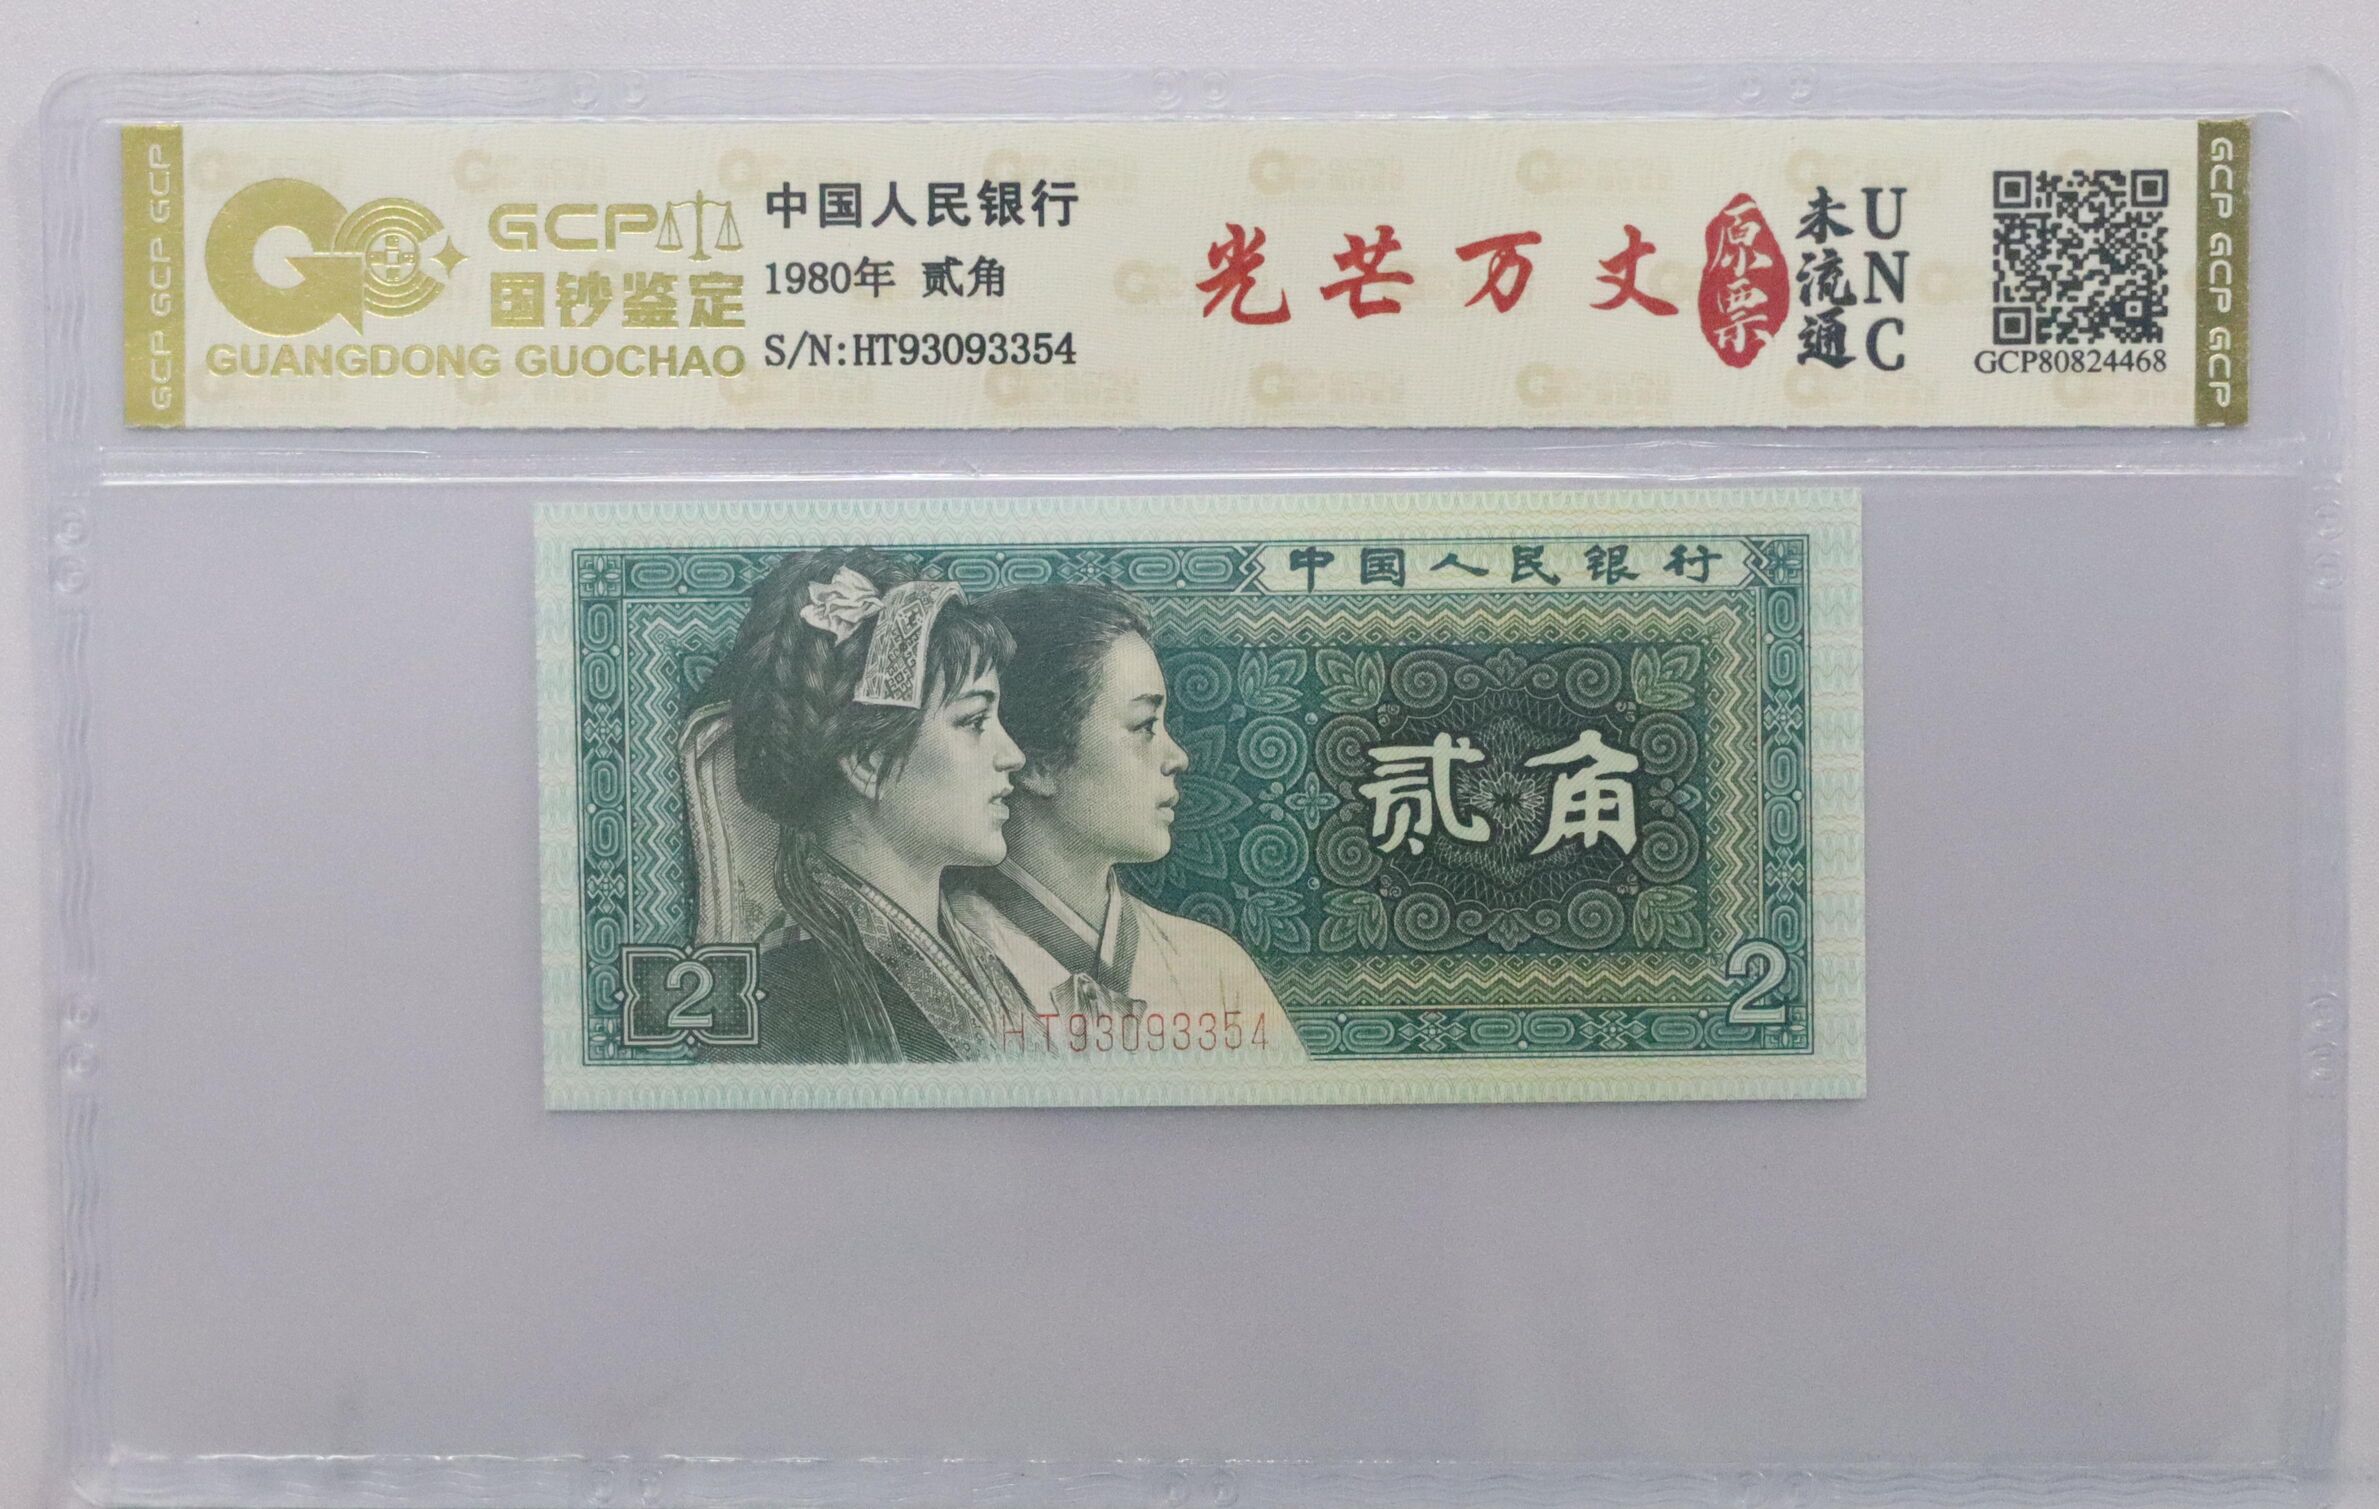 GCP GCP GCP
GCP
国钞鉴定
GUANGDONG GUOCHAO
中国人民银行
1980年 贰角
S/N:HT93093354
光芒万丈
原票
未流通
UNC
GCP80824468
GCP GCP GCP
中国人民银行
贰角
2
2
HT93093354